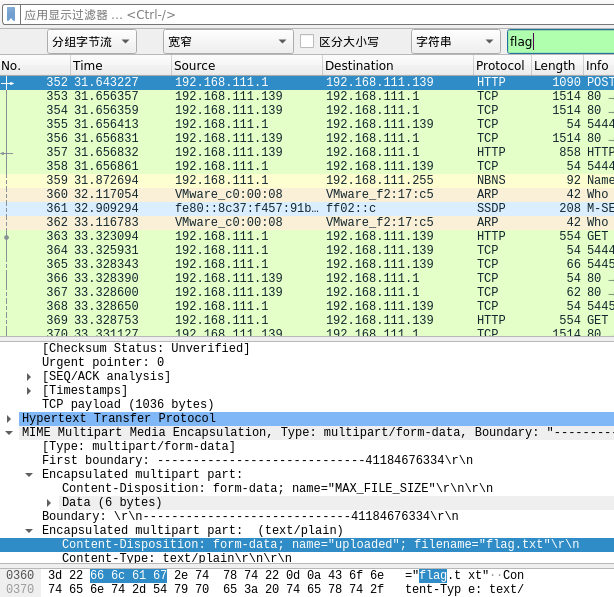 应用显示过滤器 … <Ctrl-/>
分组字节流 宽窄 区分大小写 字符串 flag
No. Time Source Destination Protocol Length Info
352 31.643227 192.168.111.1 192.168.111.139 HTTP 1090 POST
353 31.656357 192.168.111.139 192.168.111.1 TCP 1514 80 →
354 31.656359 192.168.111.139 192.168.111.1 TCP 1514 80 →
355 31.656413 192.168.111.1 192.168.111.139 TCP 54 5444
356 31.656831 192.168.111.139 192.168.111.1 TCP 1514 80 →
357 31.656832 192.168.111.139 192.168.111.1 HTTP 858 HTTP
358 31.656861 192.168.111.1 192.168.111.139 TCP 54 5444
359 31.872694 192.168.111.1 192.168.111.255 NBNS 92 Name
360 32.117054 VMware_c0:00:08 VMware_f2:17:c5 ARP 42 Who
361 32.909294 fe80::8c37:f457:91b… ff02::c SSDP 208 M-SE
362 33.116783 VMware_c0:00:08 VMware_f2:17:c5 ARP 42 Who
363 33.323094 192.168.111.1 192.168.111.139 HTTP 554 GET
364 33.325931 192.168.111.1 192.168.111.139 TCP 54 5444
365 33.328343 192.168.111.1 192.168.111.139 TCP 66 5445
366 33.328390 192.168.111.139 192.168.111.1 TCP 54 80 →
367 33.328600 192.168.111.139 192.168.111.1 TCP 62 80 →
368 33.328650 192.168.111.1 192.168.111.139 TCP 54 5445
369 33.328753 192.168.111.1 192.168.111.139 HTTP 554 GET
370 33.331127 192.168.111.139 192.168.111.1 TCP 1514 80
[Checksum Status: Unverified]
Urgent pointer: 0
[SEQ/ACK analysis]
[Timestamps]
TCP payload (1036 bytes)
Hypertext Transfer Protocol
MIME Multipart Media Encapsulation, Type: multipart/form-data, Boundary: "---------
[Type: multipart/form-data]
First boundary: -----------------------------41184676334\r\n
Encapsulated multipart part:
Content-Disposition: form-data; name="MAX_FILE_SIZE"\r\n\r\n
Data (6 bytes)
Boundary: \r\n-----------------------------41184676334\r\n
Encapsulated multipart part: (text/plain)
Content-Disposition: form-data; name="uploaded"; filename="flag.txt"\r\n
Content-Type: text/plain\r\n\r\n
0360 3d 22 66 6c 61 67 2e 74 78 74 22 0d 0a 43 6f 6e ="flag.t xt"··Con
0370 74 65 6e 74 2d 54 79 70 65 3a 20 74 65 78 74 2f tent-Typ e: text/